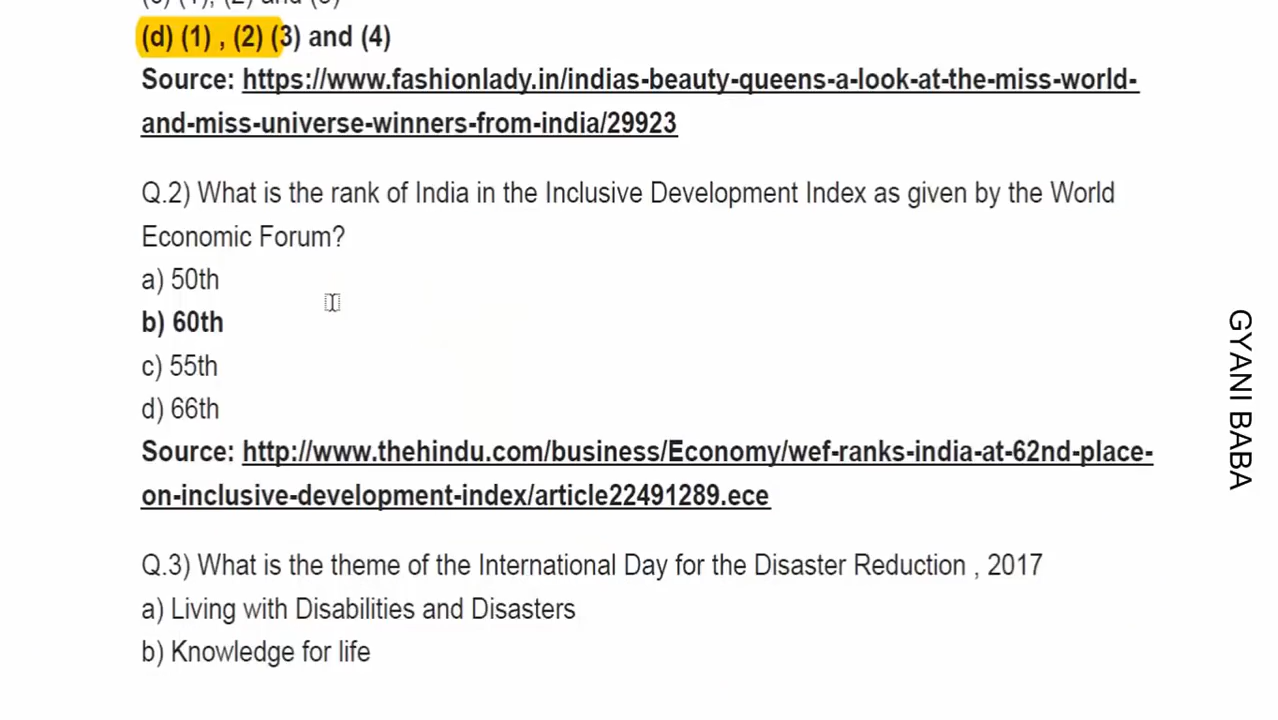 (d) (1) , (2) (3) and (4)
Source: https://www.fashionlady.in/indias-beauty-queens-a-look-at-the-miss-world-
and-miss-universe-winners-from-india/29923
Q.2) What is the rank of India in the Inclusive Development Index as given by the World
Economic Forum?
a) 50th
b) 60th
c) 55th
d) 66th
Source: http://www.thehindu.com/business/Economy/wef-ranks-india-at-62nd-place-
on-inclusive-development-index/article22491289.ece
Q.3) What is the theme of the International Day for the Disaster Reduction , 2017
a) Living with Disabilities and Disasters
b) Knowledge for life
GYANI BABA